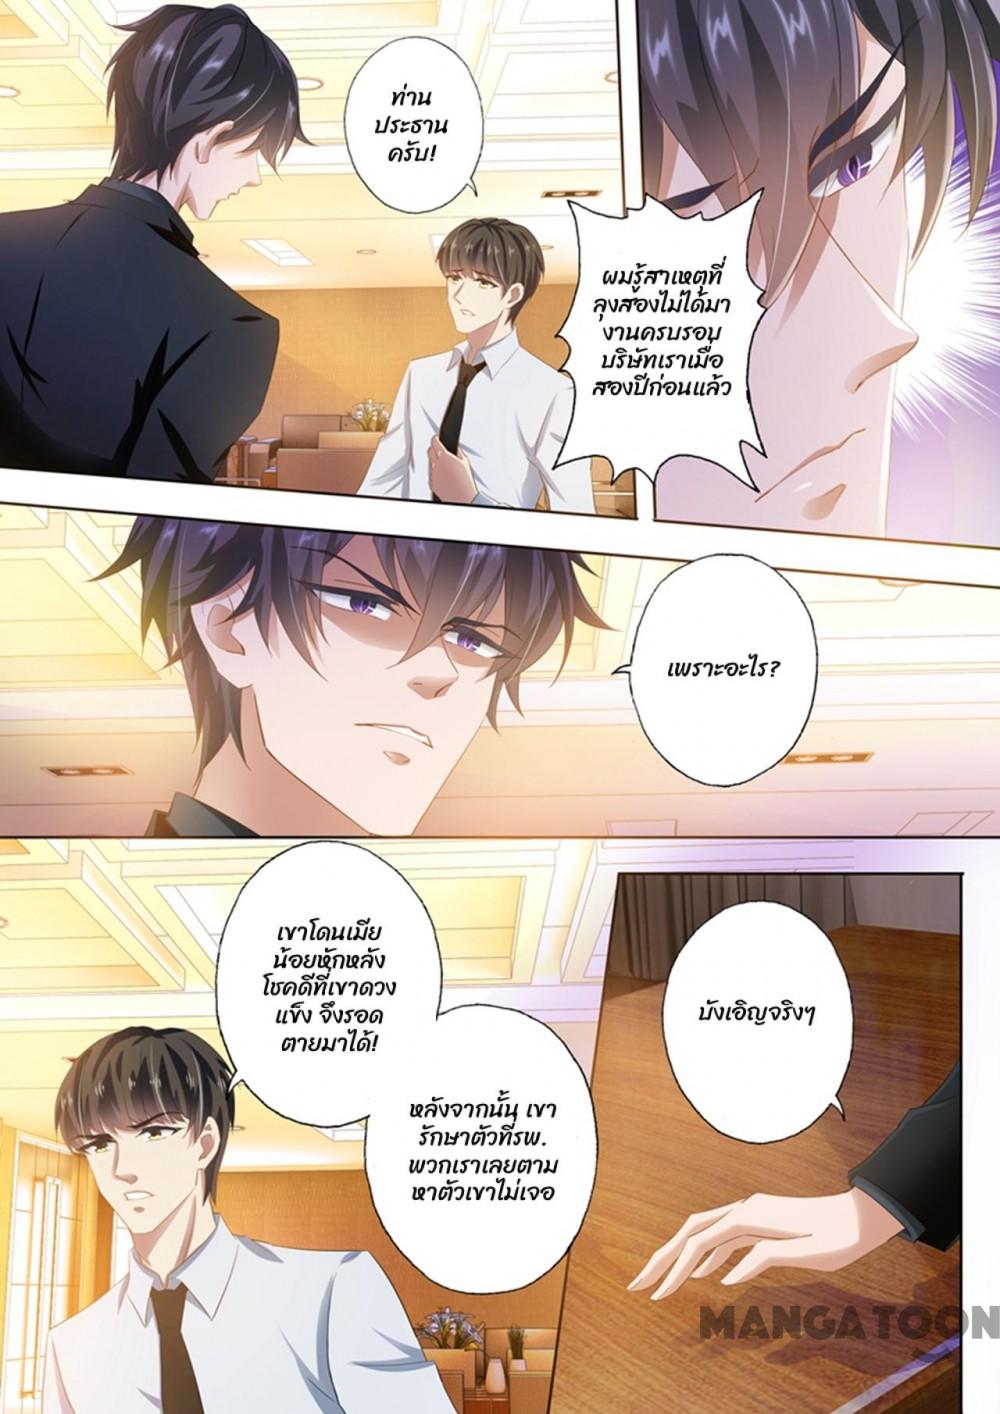 ท่าน
ประธาน
ครับ!
ผมรู้สาเหตุที่
ลุงสองไม่ได้มา
งานครบรอบ
บริษัทเราเมื่อ
สองปีก่อนแล้ว
เพราะอะไร?
เขาโดนเมีย
น้อยหักหลัง
โชคดีที่เขาดวง
แข็ง จึงรอด
ตายมาได้!
หลังจากนั้น เขา
รักษาตัวที่รพ.
พวกเราเลยตาม
หาตัวเขาไม่เจอ
บังเอิญจริงๆ
MANGATOON